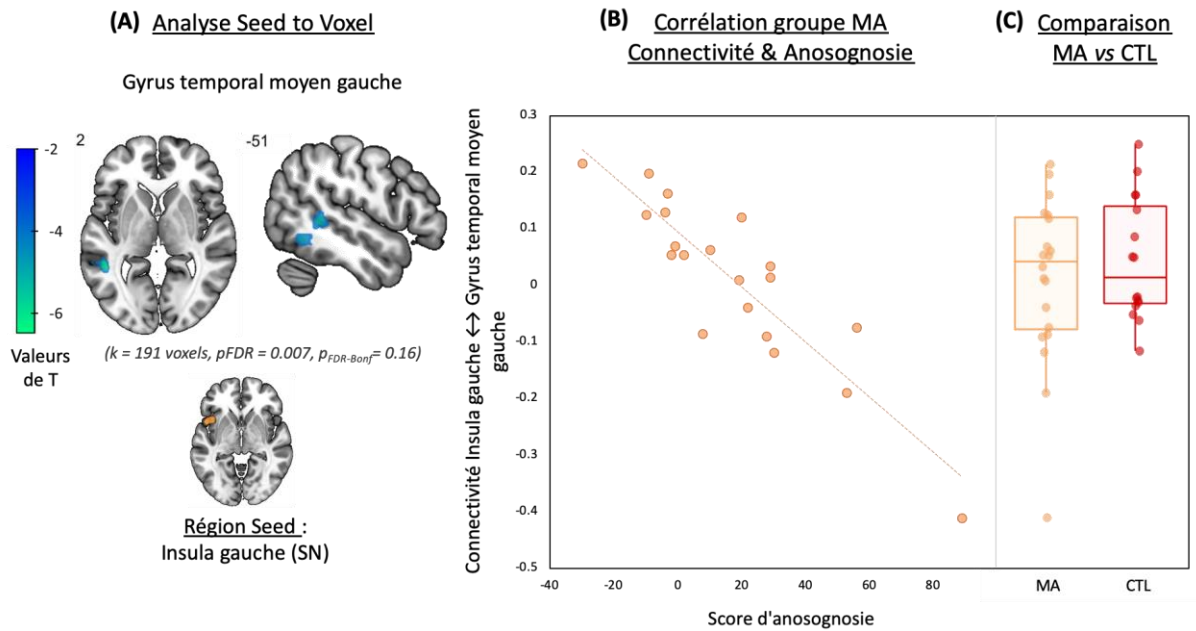 (A) Analyse Seed to Voxel
Gyrus temporal moyen gauche
2
-51
-2
-4
-6
Valeurs
de T
(k = 191 voxels, pFDR = 0.007, pFDR-Bonf= 0.16)
Région Seed :
Insula gauche (SN)
(B) Corrélation groupe MA
Connectivité & Anosognosie
Connectivité Insula gauche ↔ Gyrus temporal moyen
gauche
0.3
0.2
0.1
0
-0.1
-0.2
-0.3
-0.4
-0.5
-40
-20
0
20
40
60
80
Score d'anosognosie
(C) Comparaison
MA vs CTL
MA
CTL